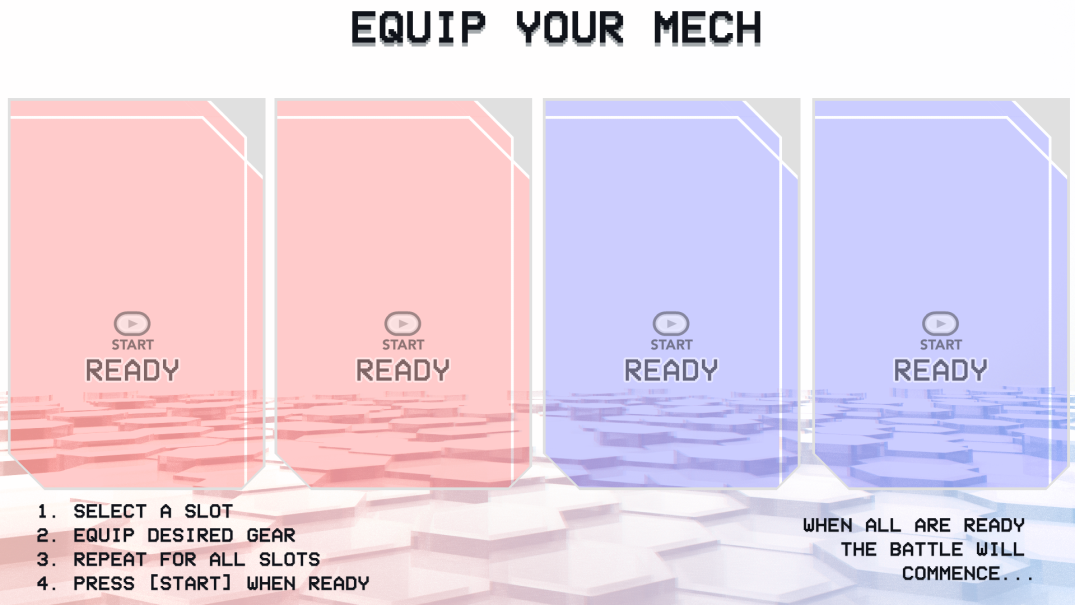 EQUIP YOUR MECH
START
READY
START
READY
START
READY
START
READY
1. SELECT A SLOT
2. EQUIP DESIRED GEAR
3. REPEAT FOR ALL SLOTS
4. PRESS [START] WHEN READY
WHEN ALL ARE READY
THE BATTLE WILL
COMMENCE...